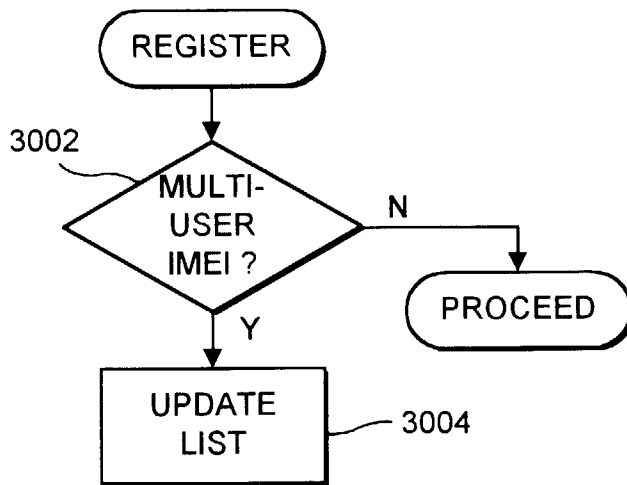 REGISTER
3002
MULTI-
USER
IMEI ?
N
PROCEED
Y
UPDATE
LIST
3004